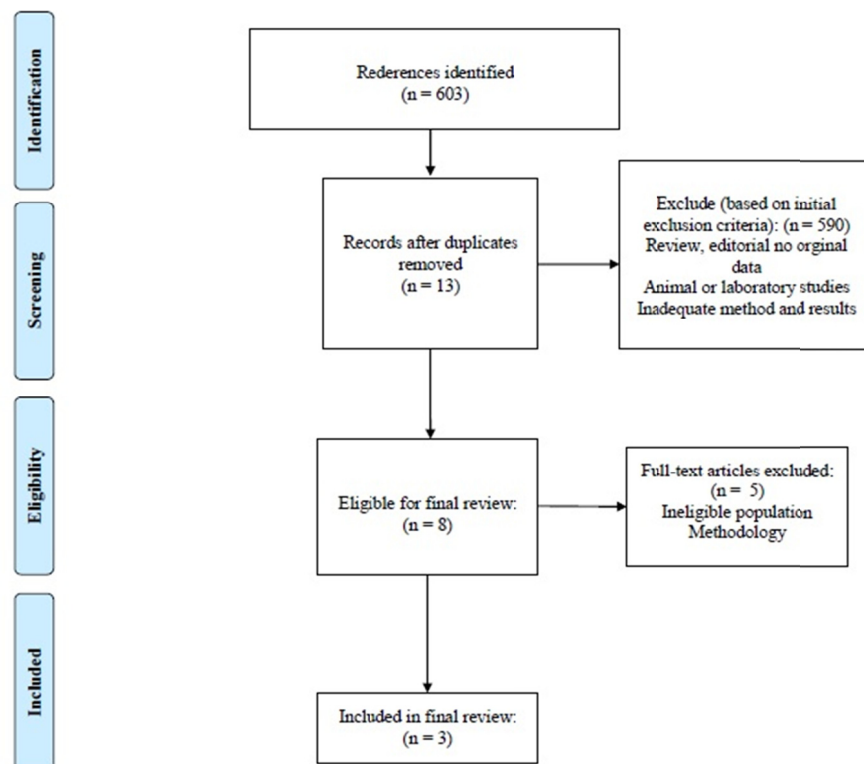 Identification
Rederences identified
(n = 603)
Screening
Records after duplicates
removed
(n = 13)
Exclude (based on initial
exclusion criteria): (n = 590)
Review, editorial no orginal
data
Animal or laboratory studies
Inadequate method and results
Eligibility
Eligible for final review:
(n = 8)
Full-text articles excluded:
(n = 5)
Ineligible population
Methodology
Included
Included in final review:
(n = 3)